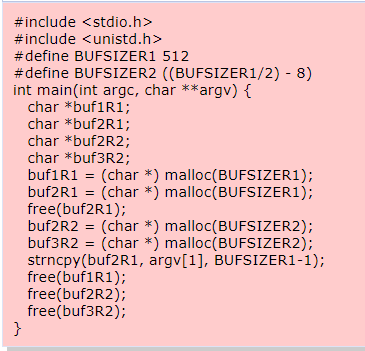 #include <stdio.h>
#include <unistd.h>
#define BUFSIZER1 512
#define BUFSIZER2 ((BUFSIZER1/2) - 8)
int main(int argc, char **argv) {
char *buf1R1;
char *buf2R1;
char *buf2R2;
char *buf3R2;
buf1R1 = (char *) malloc(BUFSIZER1);
buf2R1 = (char *) malloc(BUFSIZER1);
free(buf2R1);
buf2R2 = (char *) malloc(BUFSIZER2);
buf3R2 = (char *) malloc(BUFSIZER2);
strncpy(buf2R1, argv[1], BUFSIZER1-1);
free(buf1R1);
free(buf2R2);
free(buf3R2);
}